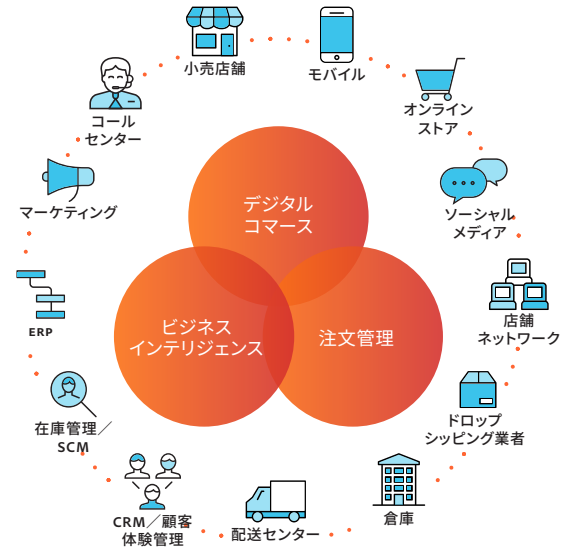 小売店舗
モバイル
オンライン
ストア
ソーシャル
メディア
店舗
ネットワーク
ドロップ
シッピング業者
倉庫
配送センター
CRM／顧客
体験管理
在庫管理／
SCM
ERP
マーケティング
コール
センター
デジタル
コマース
ビジネス
インテリジェンス
注文管理